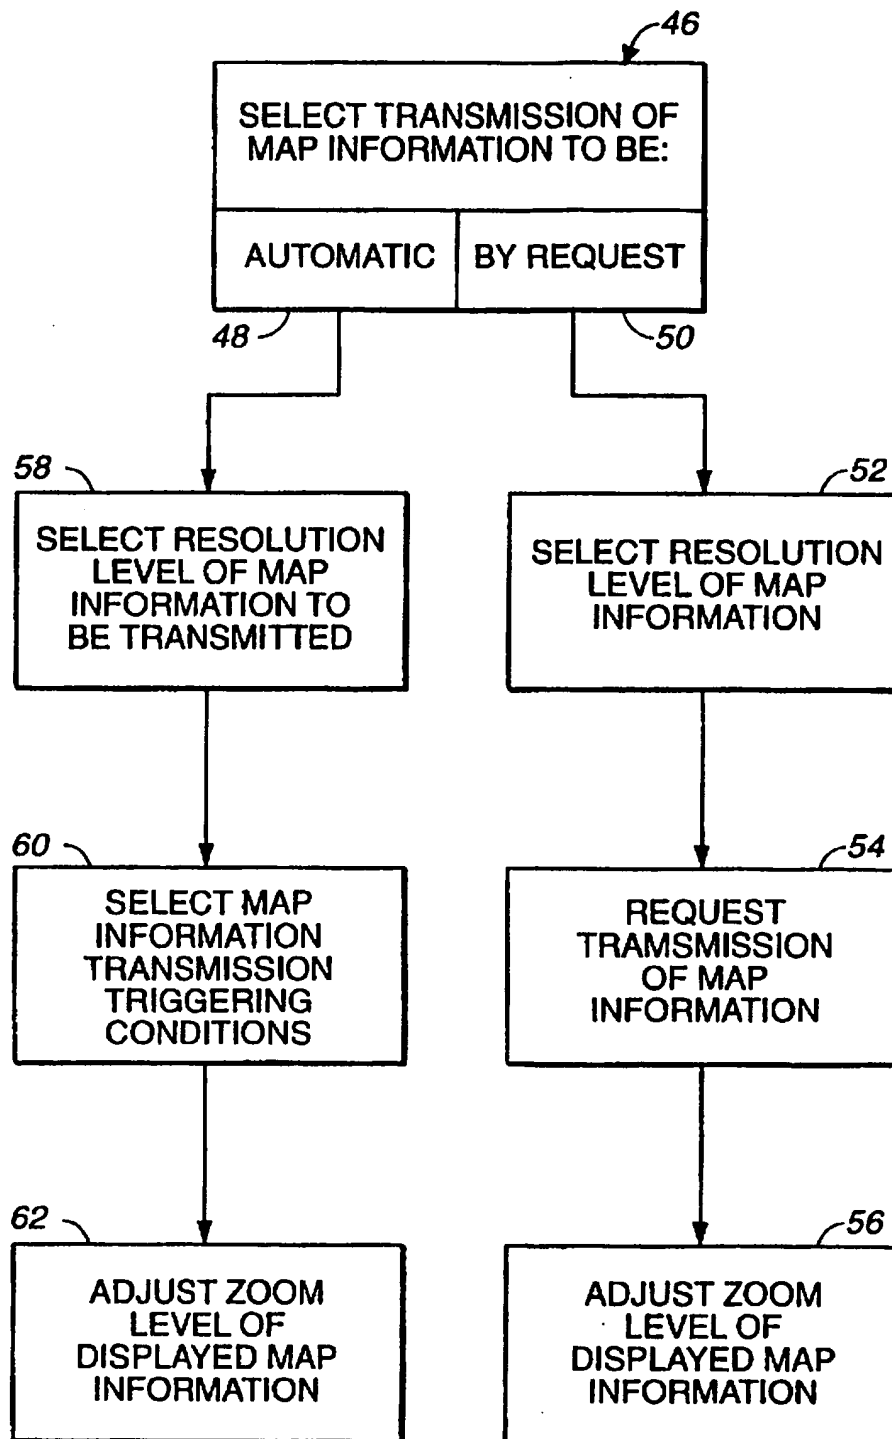 46
SELECT TRANSMISSION OF
MAP INFORMATION TO BE:
AUTOMATIC
BY REQUEST
48
50
58
SELECT RESOLUTION
LEVEL OF MAP
INFORMATION TO
BE TRANSMITTED
52
SELECT RESOLUTION
LEVEL OF MAP
INFORMATION
60
SELECT MAP
INFORMATION
TRANSMISSION
TRIGGERING
CONDITIONS
54
REQUEST
TRAMSMISSION
OF MAP
INFORMATION
62
ADJUST ZOOM
LEVEL OF
DISPLAYED MAP
INFORMATION
56
ADJUST ZOOM
LEVEL OF
DISPLAYED MAP
INFORMATION